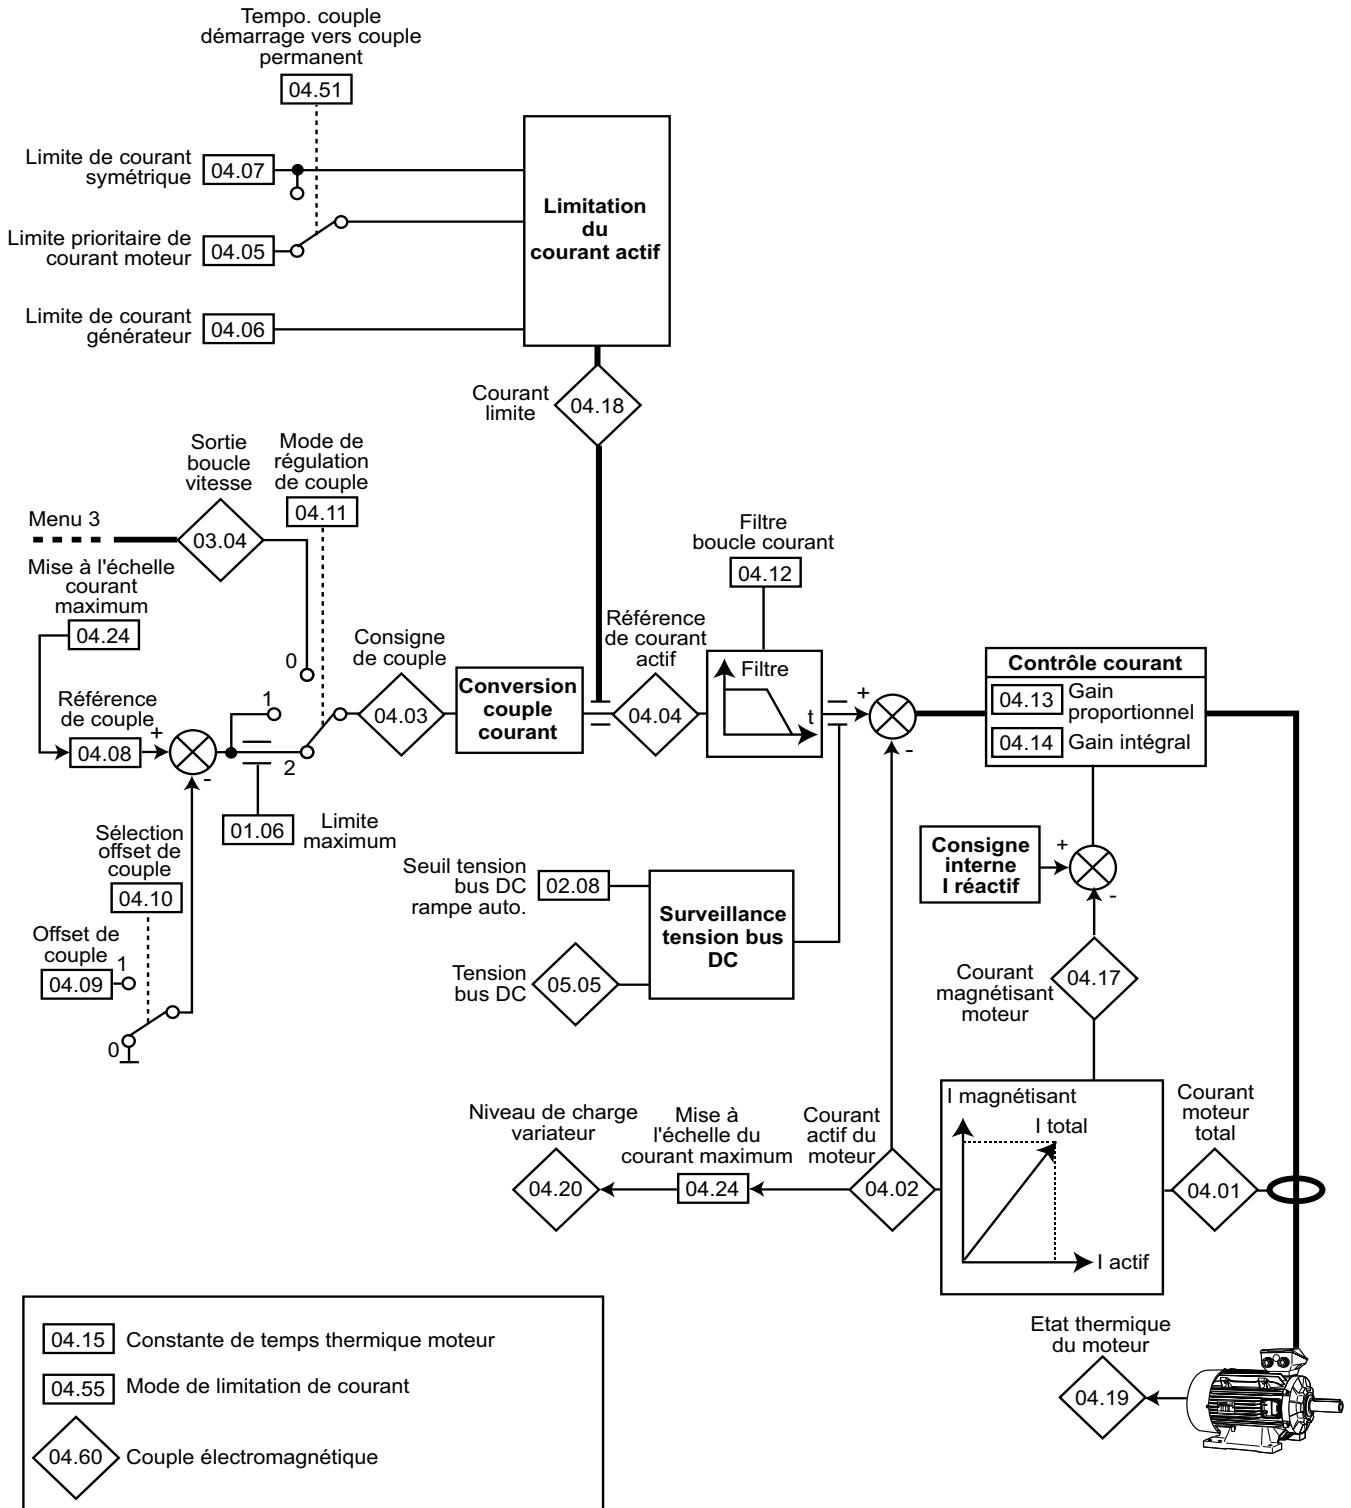 Tempo. couple
démarrage vers couple
permanent
04.51
Limite de courant
symétrique
04.07
Limite prioritaire de
courant moteur
04.05
Limite de courant
générateur
04.06
Limitation
du
courant actif
Courant
limite
04.18
Sortie
boucle
vitesse
Mode de
régulation
de couple
04.11
Menu 3
03.04
Mise à l'échelle
courant
maximum
04.24
Référence
de couple
04.08
+
-
0
1
2
01.06
Limite
maximum
Consigne
de couple
04.03
Conversion
couple
courant
Référence
de courant
actif
04.04
Filtre
boucle courant
04.12
Filtre
t
+
-
Contrôle courant
04.13
Gain
proportionnel
04.14
Gain intégral
Sélection
offset de
couple
04.10
Offset de
couple
04.09
1
0
Seuil tension
bus DC
rampe auto.
02.08
Tension
bus DC
05.05
Surveillance
tension bus
DC
Consigne
interne
I réactif
+
-
Courant
magnétisant
moteur
04.17
I magnétisant
I total
I actif
Courant
moteur
total
04.01
Niveau de charge
variateur
04.20
Mise à
l'échelle du
courant maximum
04.24
Courant
actif du
moteur
04.02
Etat thermique
du moteur
04.19
04.15 Constante de temps thermique moteur
04.55 Mode de limitation de courant
04.60 Couple électromagnétique